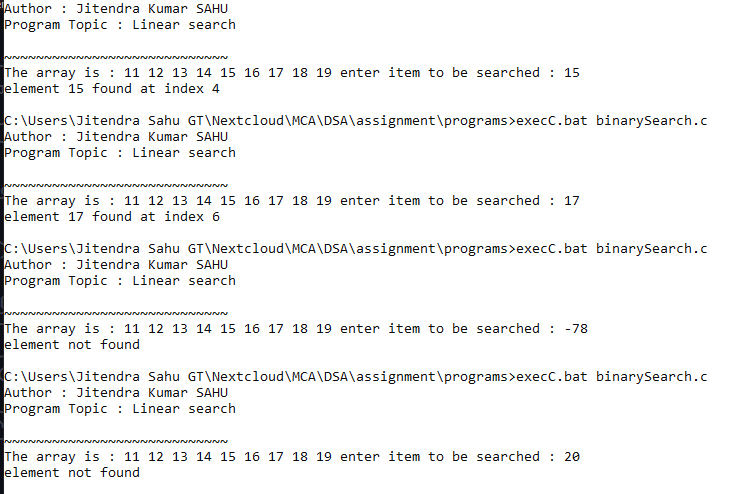 Author : Jitendra Kumar SAHU
Program Topic : Linear search
~~~~~~~~~~~~~~~~~~~~~~~~~~~~
The array is : 11 12 13 14 15 16 17 18 19 enter item to be searched : 15
element 15 found at index 4
C:\Users\Jitendra Sahu GT\Nextcloud\MCA\DSA\assignment\programs>execC.bat binarySearch.c
Author : Jitendra Kumar SAHU
Program Topic : Linear search
~~~~~~~~~~~~~~~~~~~~~~~~~~~~
The array is : 11 12 13 14 15 16 17 18 19 enter item to be searched : 17
element 17 found at index 6
C:\Users\Jitendra Sahu GT\Nextcloud\MCA\DSA\assignment\programs>execC.bat binarySearch.c
Author : Jitendra Kumar SAHU
Program Topic : Linear search
~~~~~~~~~~~~~~~~~~~~~~~~~~~~
The array is : 11 12 13 14 15 16 17 18 19 enter item to be searched : -78
element not found
C:\Users\Jitendra Sahu GT\Nextcloud\MCA\DSA\assignment\programs>execC.bat binarySearch.c
Author : Jitendra Kumar SAHU
Program Topic : Linear search
~~~~~~~~~~~~~~~~~~~~~~~~~~~~
The array is : 11 12 13 14 15 16 17 18 19 enter item to be searched : 20
element not found